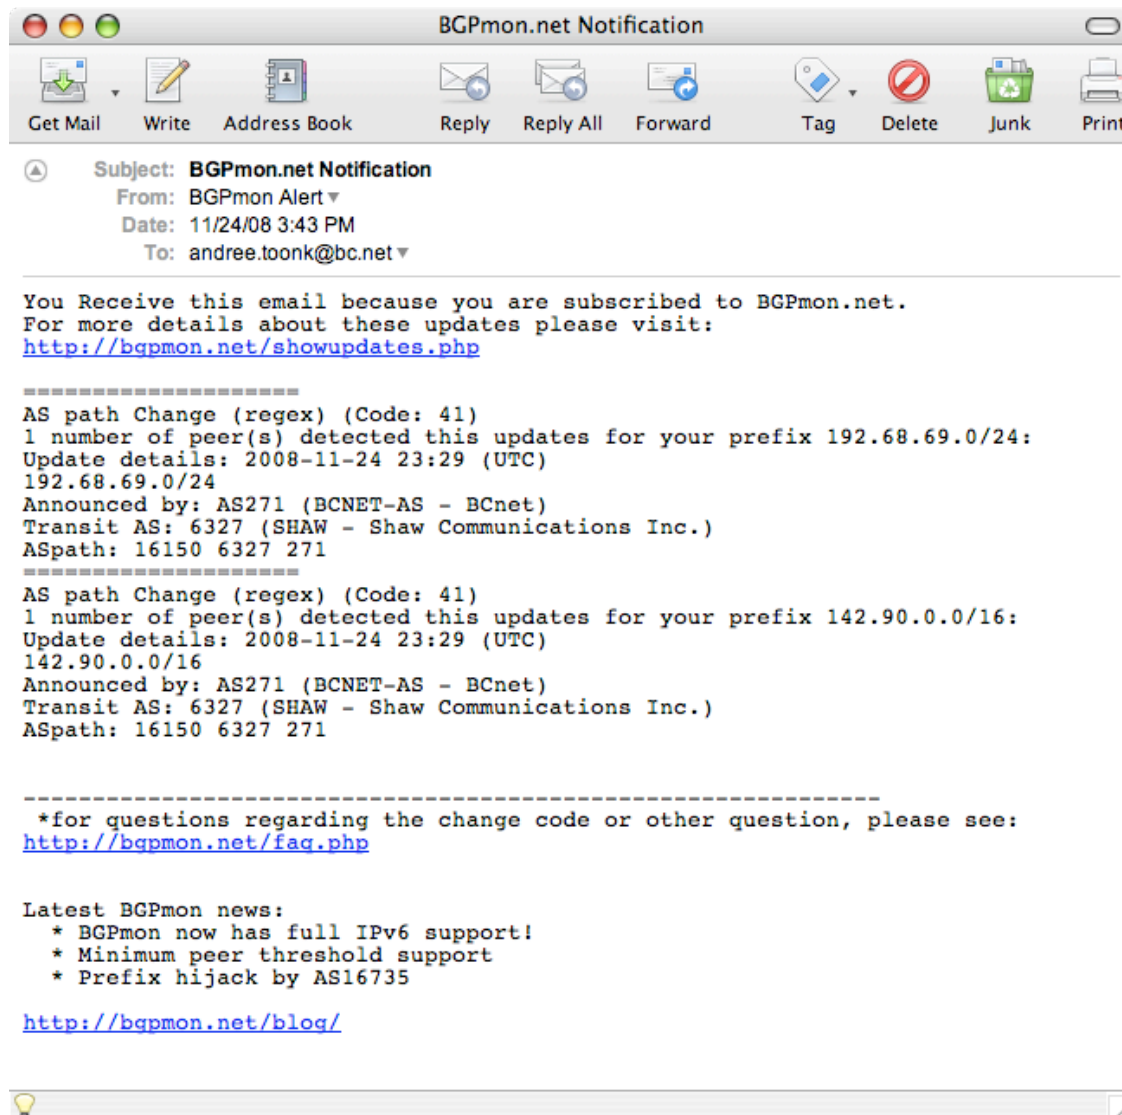 BGPmon.net Notification
Get Mail Write Address Book Reply Reply All Forward Tag Delete Junk Print
Subject: BGPmon.net Notification
From: BGPmon Alert
Date: 11/24/08 3:43 PM
To: andree.toonk@bc.net
You Receive this email because you are subscribed to BGPmon.net.
For more details about these updates please visit:
http://bgpmon.net/showupdates.php
====================
AS path Change (regex) (Code: 41)
1 number of peer(s) detected this updates for your prefix 192.68.69.0/24:
Update details: 2008-11-24 23:29 (UTC)
192.68.69.0/24
Announced by: AS271 (BCNET-AS - BCnet)
Transit AS: 6327 (SHAW - Shaw Communications Inc.)
ASpath: 16150 6327 271
====================
AS path Change (regex) (Code: 41)
1 number of peer(s) detected this updates for your prefix 142.90.0.0/16:
Update details: 2008-11-24 23:29 (UTC)
142.90.0.0/16
Announced by: AS271 (BCNET-AS - BCnet)
Transit AS: 6327 (SHAW - Shaw Communications Inc.)
ASpath: 16150 6327 271
--------------------------------------------------------------
*for questions regarding the change code or other question, please see:
http://bgpmon.net/faq.php
Latest BGPmon news:
* BGPmon now has full IPv6 support!
* Minimum peer threshold support
* Prefix hijack by AS16735
http://bgpmon.net/blog/